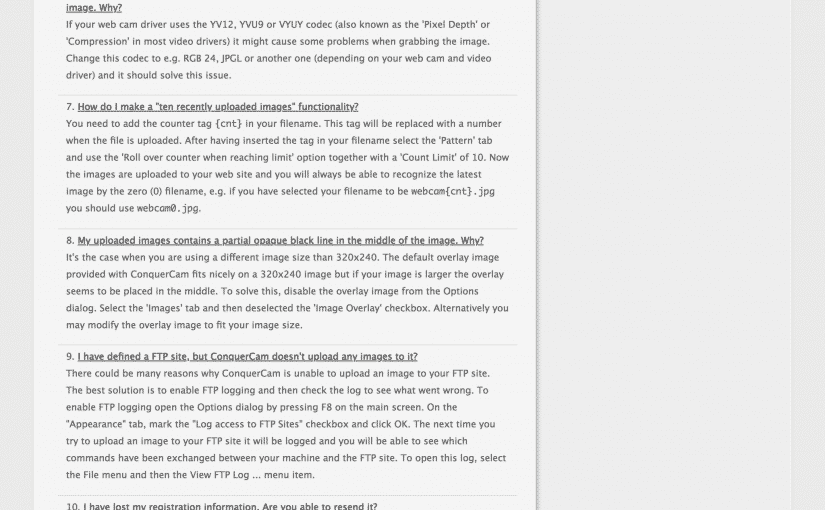 image. Why?
If your web cam driver uses the YV12, YVU9 or VYUY codec (also known as the 'Pixel Depth' or
'Compression' in most video drivers) it might cause some problems when grabbing the image.
Change this codec to e.g. RGB 24, JPGL or another one (depending on your web cam and video
driver) and it should solve this issue.
7. How do I make a "ten recently uploaded images" functionality?
You need to add the counter tag {cnt} in your filename. This tag will be replaced with a number
when the file is uploaded. After having inserted the tag in your filename select the 'Pattern' tab
and use the 'Roll over counter when reaching limit' option together with a 'Count Limit' of 10. Now
the images are uploaded to your web site and you will always be able to recognize the latest
image by the zero (0) filename, e.g. if you have selected your filename to be webcam{cnt}.jpg
you should use webcam0.jpg.
8. My uploaded images contains a partial opaque black line in the middle of the image. Why?
It's the case when you are using a different image size than 320x240. The default overlay image
provided with ConquerCam fits nicely on a 320x240 image but if your image is larger the overlay
seems to be placed in the middle. To solve this, disable the overlay image from the Options
dialog. Select the 'Images' tab and then deselected the 'Image Overlay' checkbox. Alternatively you
may modify the overlay image to fit your image size.
9. I have defined a FTP site, but ConquerCam doesn't upload any images to it?
There could be many reasons why ConquerCam is unable to upload an image to your FTP site.
The best solution is to enable FTP logging and then check the log to see what went wrong. To
enable FTP logging open the Options dialog by pressing F8 on the main screen. On the
"Appearance" tab, mark the "Log access to FTP Sites" checkbox and click OK. The next time you
try to upload an image to your FTP site it will be logged and you will be able to see which
commands have been exchanged between your machine and the FTP site. To open this log, select
the File menu and then the View FTP Log ... menu item.
10. I have lost my registration information. Are you able to resend it?